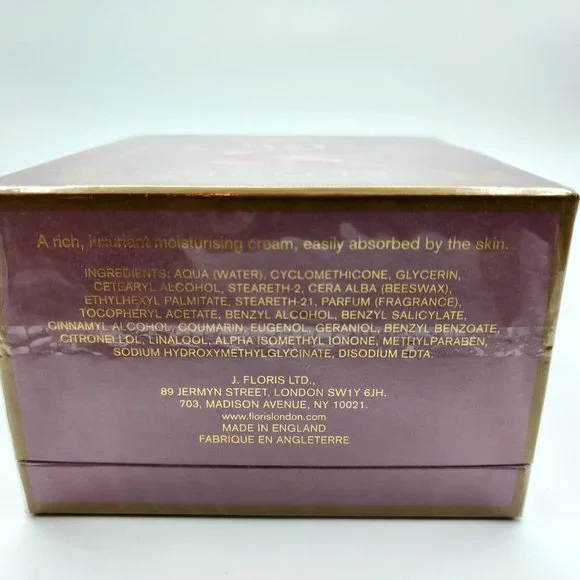 A rich, luxuriant moisturising cream, easily absorbed by the skin.
INGREDIENTS: AQUA (WATER), CYCLOMETHICONE, GLYCERIN,
CETEARYL ALCOHOL, STEARETH-2, CERA ALBA (BEESWAX),
ETHYLHEXYL PALMITATE, STEARETH-21, PARFUM (FRAGRANCE),
TOCOPHERYL ACETATE, BENZYL ALCOHOL, BENZYL SALICYLATE,
CINNAMYL ALCOHOL, COUMARIN, EUGENOL, GERANIOL, BENZYL BENZOATE,
CITRONELLOL, LINALOOL, ALPHA ISOMETHYL IONONE, METHYLPARABEN,
SODIUM HYDROXYMETHYLGLYCINATE, DISODIUM EDTA.
J. FLORIS LTD.,
89 JERMYN STREET, LONDON SW1Y 6JH.
703, MADISON AVENUE, NY 10021.
www.florislondon.com
MADE IN ENGLAND
FABRIQUE EN ANGLETERRE